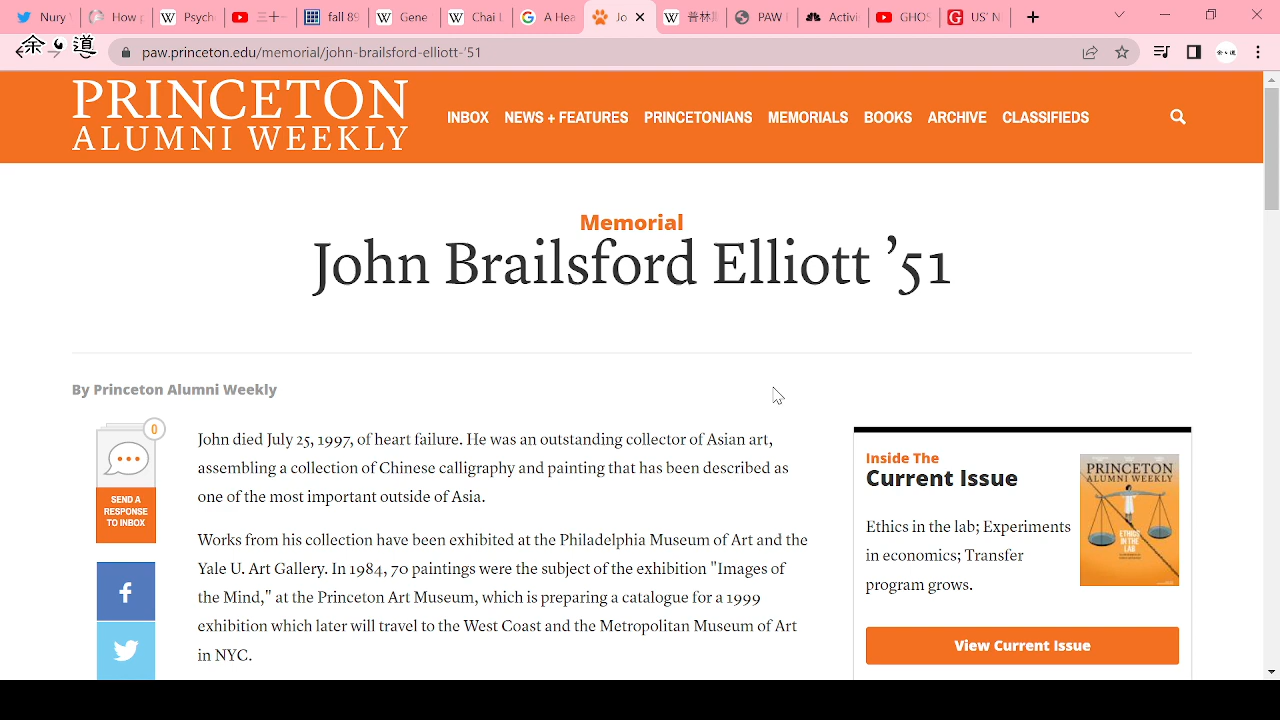 Nury
How p
Psych
三十
fall 89
Gene
Chai L
A Hea
Jo
普林
PAW
Activi
GHOS
US' N
余 道
paw.princeton.edu/memorial/john-brailsford-elliott-'51
PRINCETON
ALUMNI WEEKLY
INBOX NEWS + FEATURES PRINCETONIANS MEMORIALS BOOKS ARCHIVE CLASSIFIEDS
Memorial
John Brailsford Elliott ’51
By Princeton Alumni Weekly
0
SEND A
RESPONSE
TO INBOX
John died July 25, 1997, of heart failure. He was an outstanding collector of Asian art,
assembling a collection of Chinese calligraphy and painting that has been described as
one of the most important outside of Asia.
Works from his collection have been exhibited at the Philadelphia Museum of Art and the
Yale U. Art Gallery. In 1984, 70 paintings were the subject of the exhibition "Images of
the Mind," at the Princeton Art Museum, which is preparing a catalogue for a 1999
exhibition which later will travel to the West Coast and the Metropolitan Museum of Art
in NYC.
Inside The
Current Issue
Ethics in the lab; Experiments
in economics; Transfer
program grows.
PRINCETON
ALUMNI WEEKLY
ETHICS
IN THE
LAB
View Current Issue